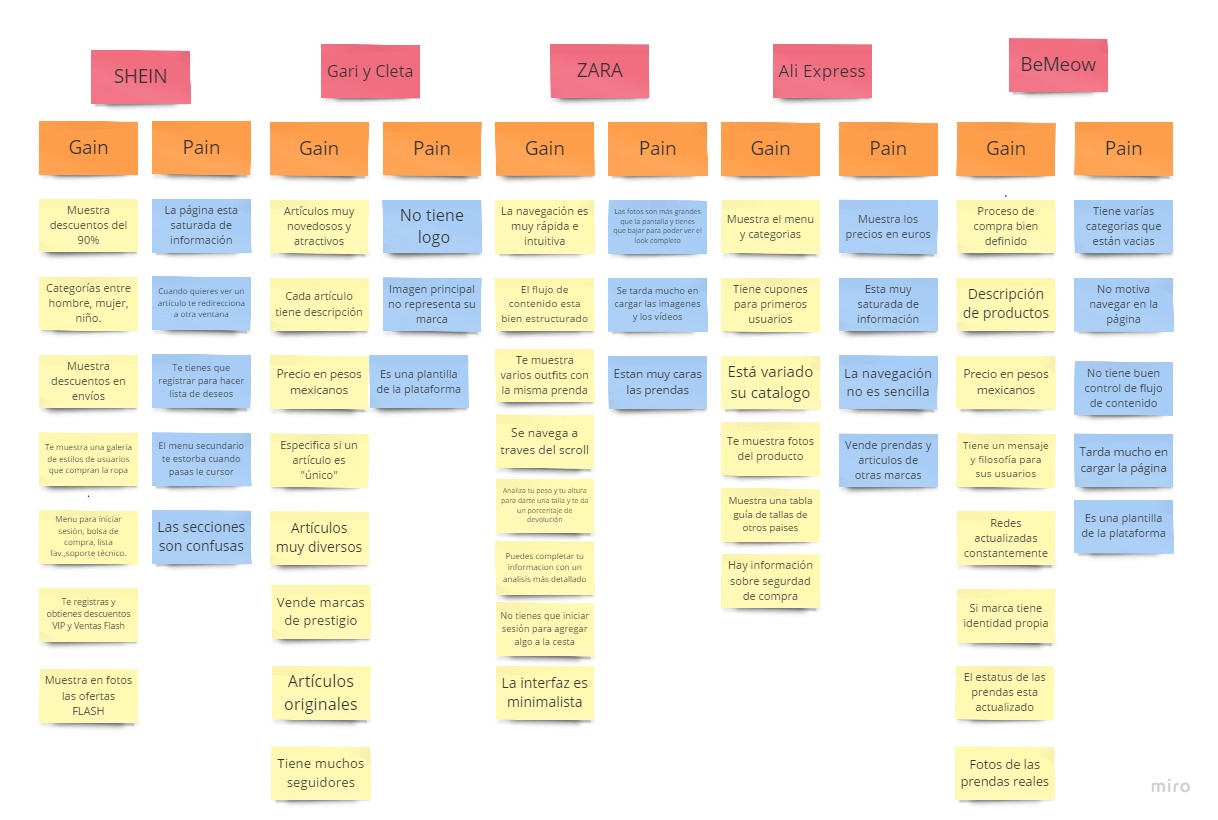 SHEIN
Gain
Muestra
descuentos del
90%
Categorías entre
hombre, mujer,
niño.
Muestra
descuentos en
envíos
Te muestra una galería
de estilos de usuarios
que compran la ropa
Menu para iniciar
sesión, bolsa de
compra, lista
fav.,soporte técnico.
Te registras y
obtienes descuentos
VIP y Ventas Flash
Muestra en fotos
las ofertas
FLASH
Pain
La página esta
saturada de
información
Cuando quieres ver un
artículo te redirecciona
a otra ventana
Te tienes que
registrar para hacer
lista de deseos
El menu secundario
te estorba cuando
pasas le cursor
Las secciones
son confusas
Gari y Cleta
Gain
Artículos muy
novedosos y
atractivos
Cada artículo
tiene descripción
Precio en pesos
mexicanos
Especifica si un
artículo es
"único"
Artículos
muy diversos
Vende marcas
de prestigio
Artículos
originales
Tiene muchos
seguidores
Pain
No tiene
logo
Imagen principal
no representa su
marca
Es una plantilla
de la plataforma
ZARA
Gain
La navegación es
muy rápida e
intuitiva
El flujo de
contenido esta
bien estructurado
Te muestra
varios outfits con
la misma prenda
Se navega a
traves del scroll
Analiza tu peso y tu altura
para darte una talla y te da
un porcentaje de
devolución
Puedes completar tu
informacion con un
analisis más detallado
No tienes que iniciar
sesión para agregar
algo a la cesta
La interfaz es
minimalista
Pain
Las fotos son más grandes
que la pantalla y tienes
que bajar para poder ver el
look completo
Se tarda mucho en
cargar las imagenes
y los vídeos
Estan muy caras
las prendas
Ali Express
Gain
Muestra el menu
y categorias
Tiene cupones
para primeros
usuarios
Está variado
su catalogo
Te muestra fotos
del producto
Muestra una tabla
guía de tallas de
otros paises
Hay información
sobre segurdad
de compra
Pain
Muestra los
precios en euros
Esta muy
saturada de
información
La navegación
no es sencilla
Vende prendas y
articulos de
otras marcas
BeMeow
Gain
Proceso de
compra bien
definido
Descripción
de productos
Precio en pesos
mexicanos
Tiene un mensaje
y filosofía para
sus usuarios
Redes
actualizadas
constantemente
Si marca tiene
identidad propia
El estatus de las
prendas esta
actualizado
Fotos de las
prendas reales
Pain
Tiene varías
categorias que
están vacias
No motiva
navegar en la
página
No tiene buen
control de flujo
de contenido
Tarda mucho en
cargar la página
Es una plantilla
de la plataforma
miro